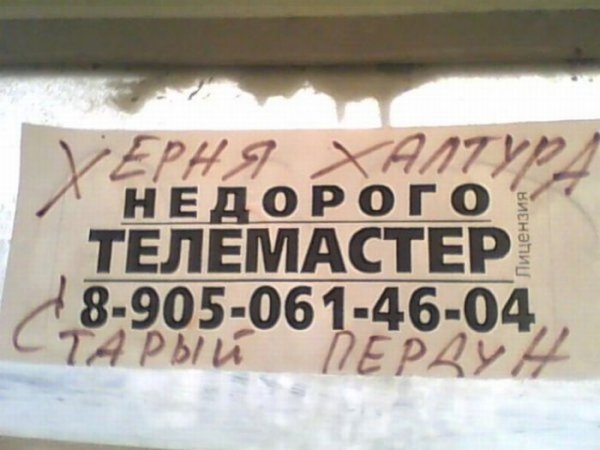 ХЕРНЯ ХАЛТУРА
НЕДОРОГО
ТЕЛЕМАСТЕР
Лицензия
8-905-061-46-04
СТАРЫЙ ПЕРДУН